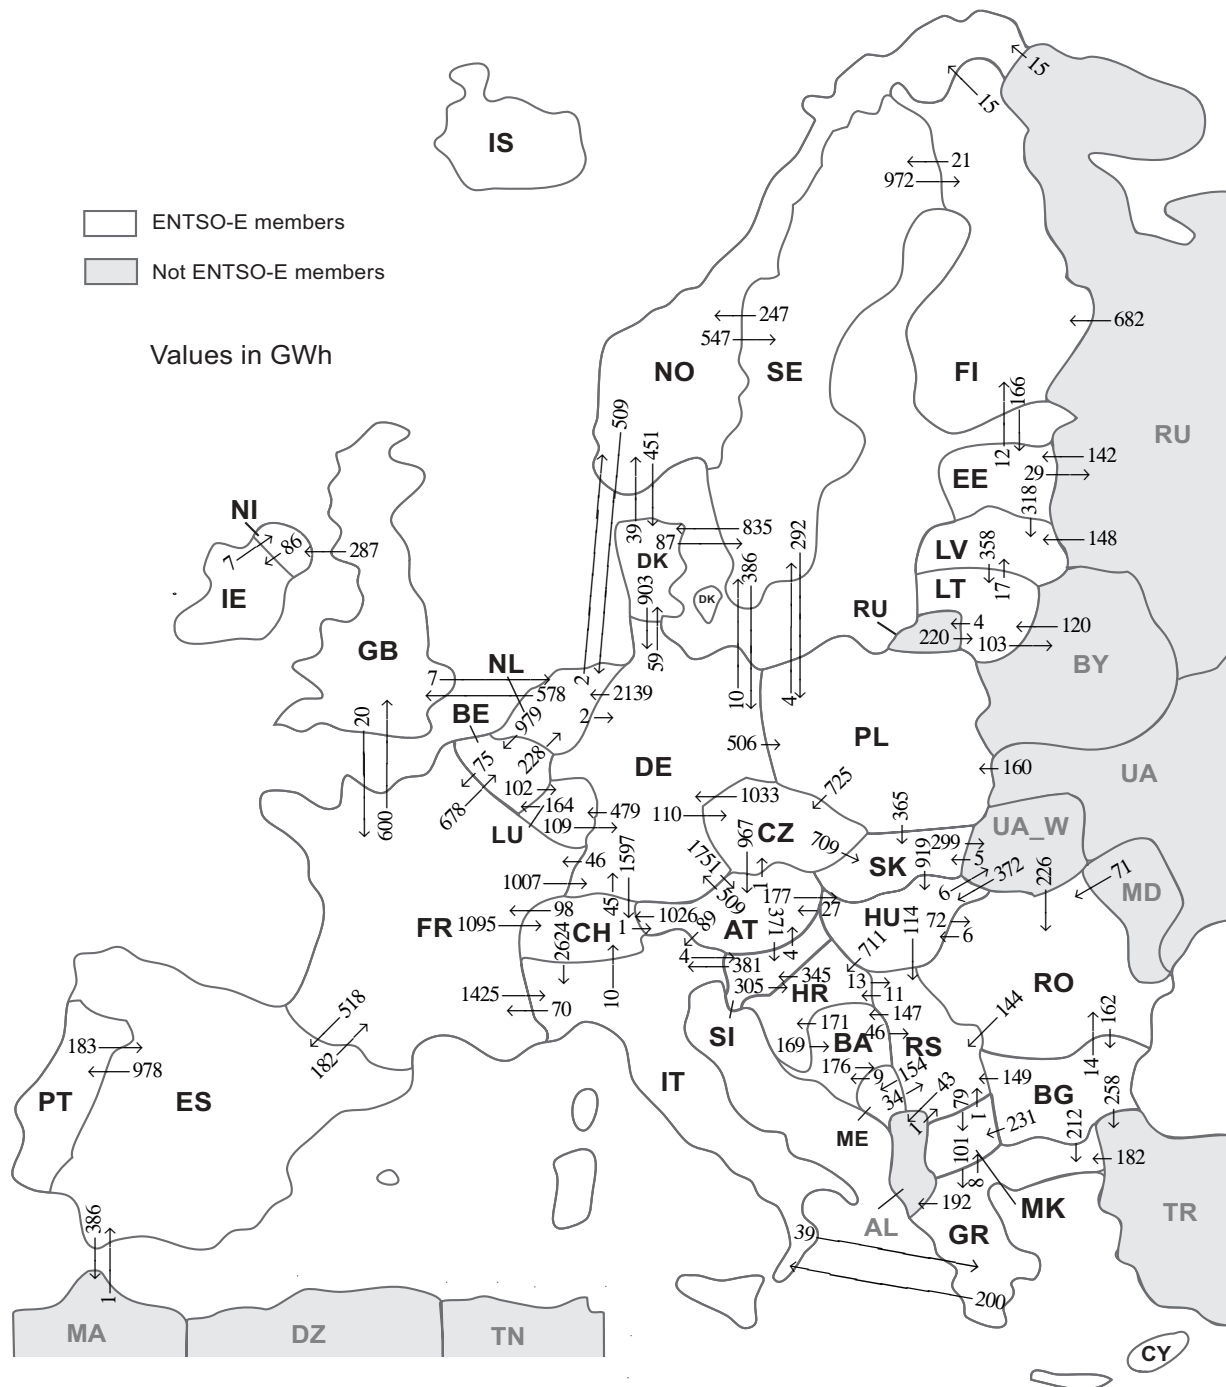 15
15
IS
21
972
ENTSO-E members
Not ENTSO-E members
Values in GWh
247
547
682
NO
SE
FI
RU
509
451
166
12
142
29
EE
318
NI
86
7
287
IE
39
835
87
DK
292
386
903
59
DK
LV
358
148
17
LT
RU
4
220
103
120
BY
GB
NL
7
578
2
2139
2
10
4
BE
979
20
600
75
228
678
102
164
LU
109
479
DE
506
PL
160
UA
1033
110
725
365
CZ
967
709
UA_W
299
SK
919
5
372
6
226
71
MD
46
1597
1007
1751
509
1
177
27
FR
1095
98
45
CH
2624
1
1026
89
AT
371
4
HU
711
114
72
6
4
381
305
345
HR
13
11
1425
70
10
SI
147
46
171
169
BA
RS
144
RO
162
14
518
182
183
978
PT
ES
IT
176
9
154
34
43
1
ME
79
1
149
BG
258
231
212
182
101
8
AL
192
MK
GR
TR
386
1
39
200
MA
DZ
TN
CY